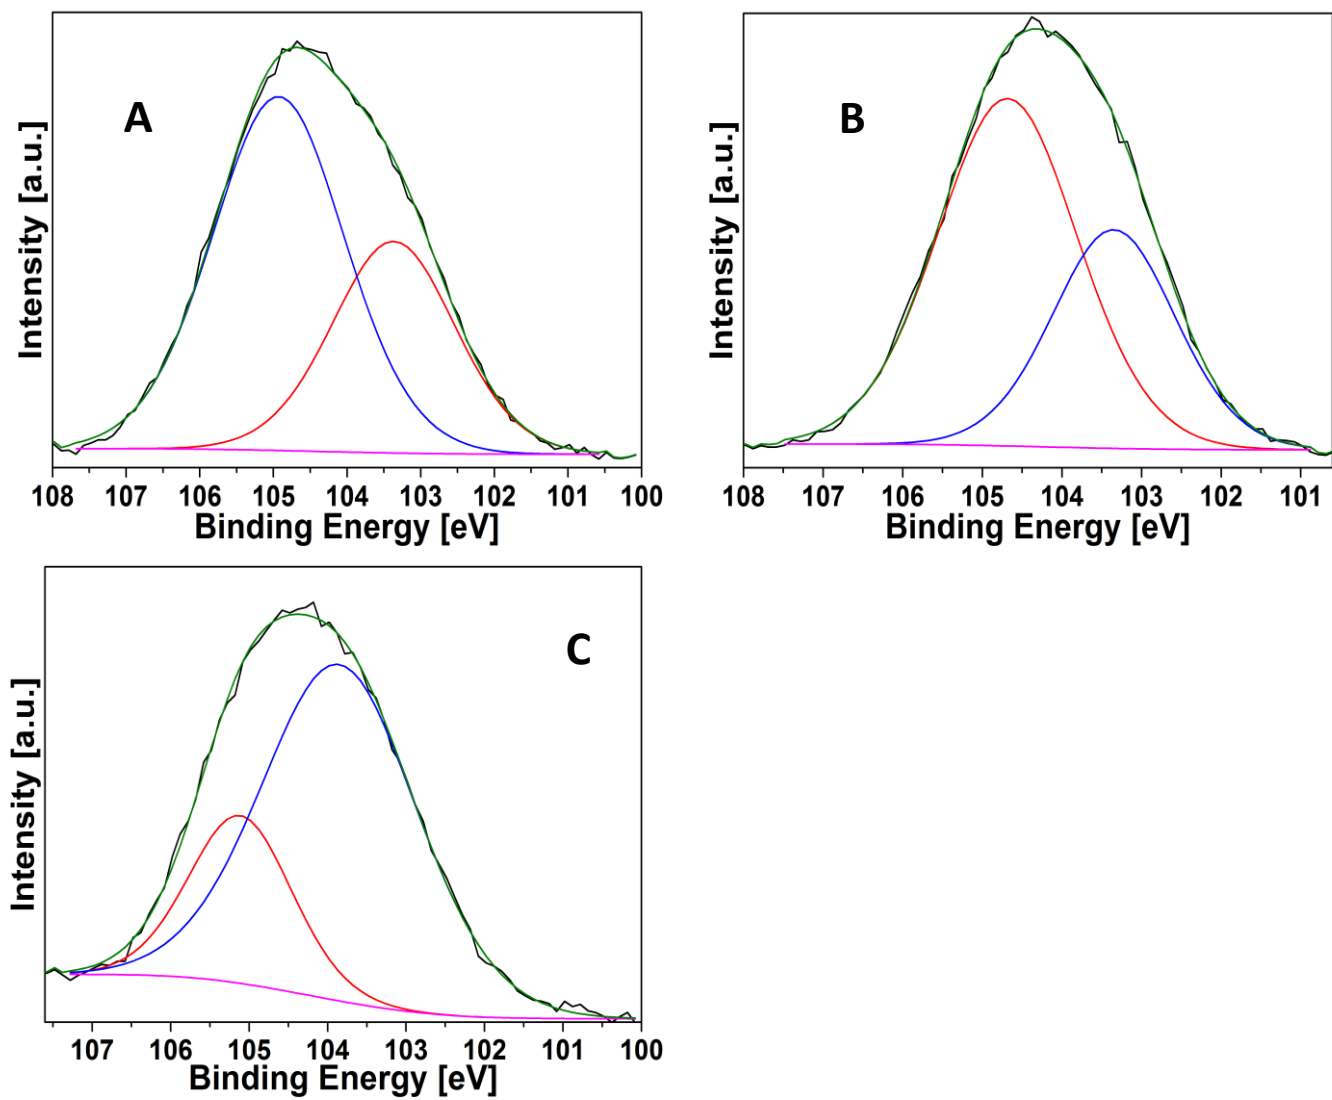 A
Intensity [a.u.]
108 107 106 105 104 103 102 101 100
Binding Energy [eV]
B
Intensity [a.u.]
108 107 106 105 104 103 102 101
Binding Energy [eV]
C
Intensity [a.u.]
107 106 105 104 103 102 101 100
Binding Energy [eV]